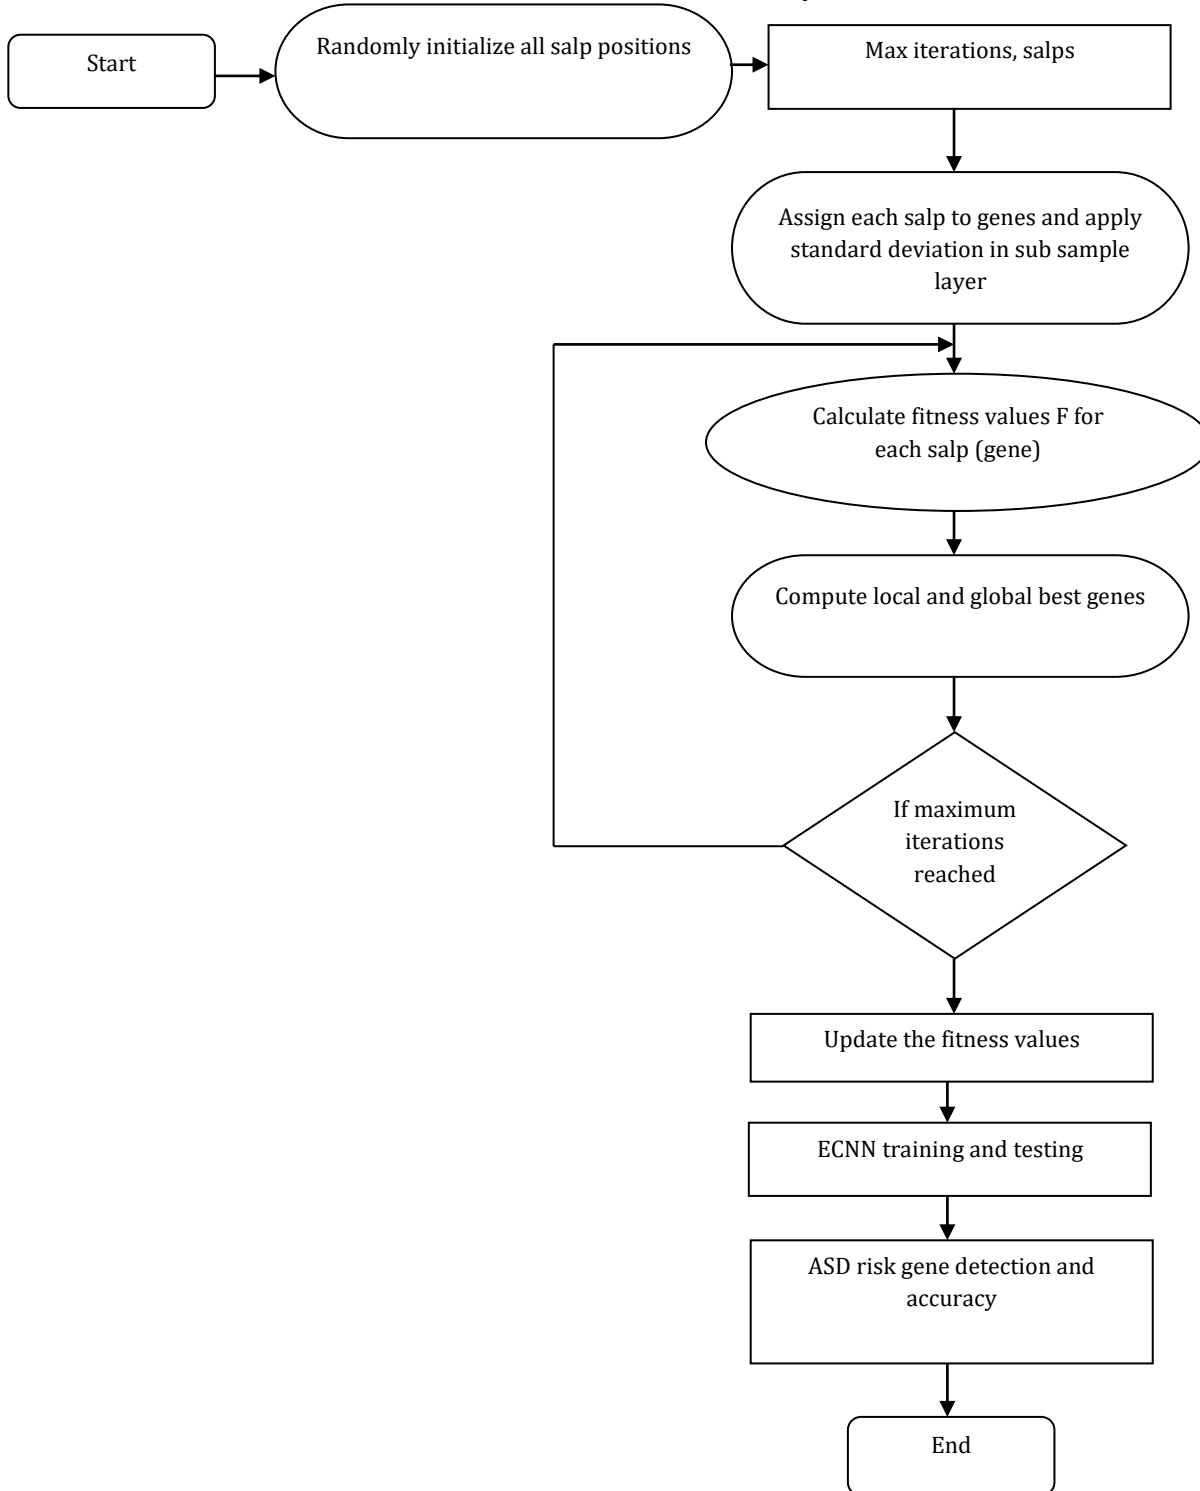 Start
Randomly initialize all salp positions
Max iterations, salps
Assign each salp to genes and apply
standard deviation in sub sample
layer
Calculate fitness values F for
each salp (gene)
Compute local and global best genes
If maximum
iterations
reached
Update the fitness values
ECNN training and testing
ASD risk gene detection and
accuracy
End